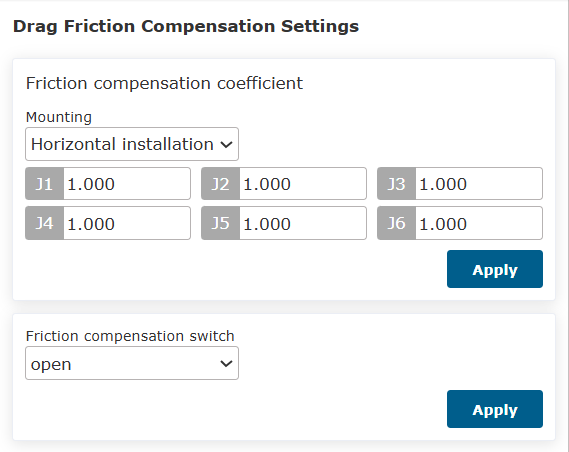 Drag Friction Compensation Settings
Friction compensation coefficient
Mounting
Horizontal installation
J1 1.000 J2 1.000 J3 1.000
J4 1.000 J5 1.000 J6 1.000
Apply
Friction compensation switch
open
Apply